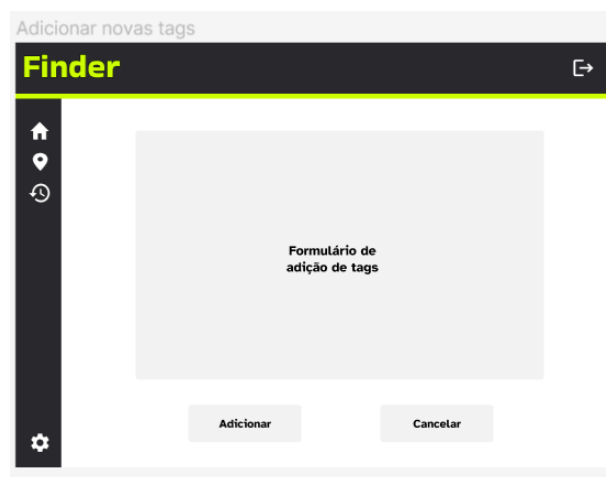 Adicionar novas tags
Finder
Formulário de
adição de tags
Adicionar
Cancelar